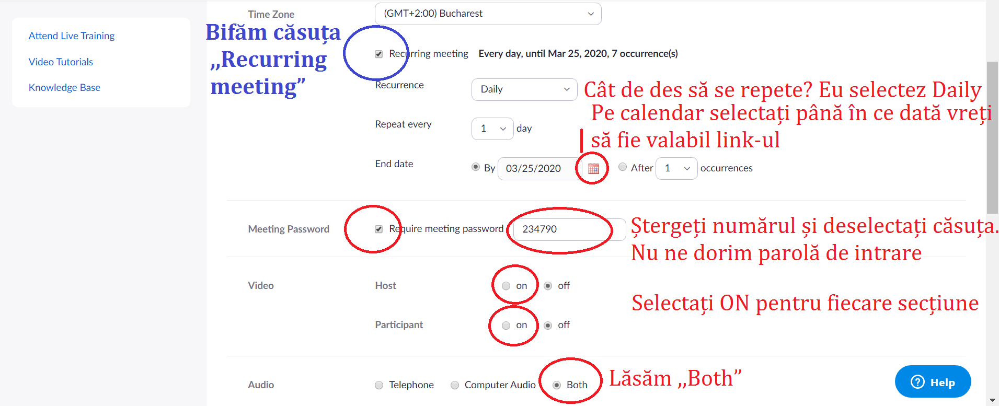 Time Zone
(GMT+2:00) Bucharest
Attend Live Training
Video Tutorials
Knowledge Base
Bifăm căsuța
,,Recurring
meeting”
Recurring meeting Every day, until Mar 25, 2020, 7 occurrence(s)
Recurrence Daily
Cât de des să se repete? Eu selectez Daily
Pe calendar selectați până în ce dată vreți
să fie valabil link-ul
Repeat every 1 day
End date By 03/25/2020 After 1 occurrences
Meeting Password Require meeting password 234790
Ștergeți numărul și deselectați căsuța.
Nu ne dorim parolă de intrare
Video Host on off
Selectați ON pentru fiecare secțiune
Participant on off
Audio Telephone Computer Audio Both
Lăsăm ,,Both”
Help